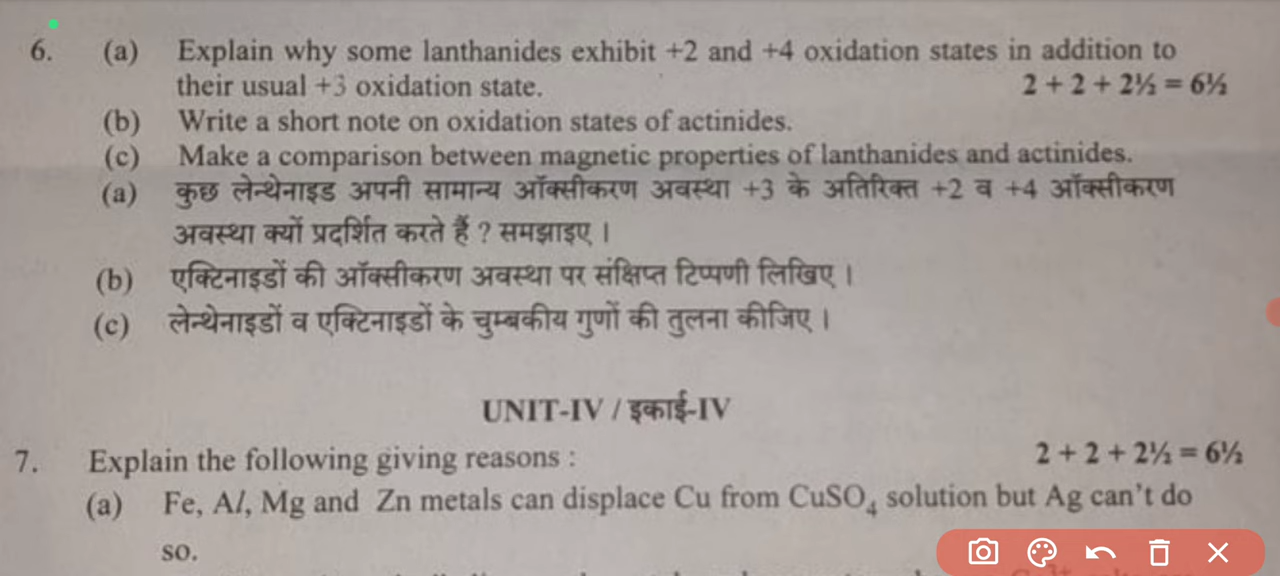 6. (a) Explain why some lanthanides exhibit +2 and +4 oxidation states in addition to
their usual +3 oxidation state. 2 + 2 + 2½ = 6½
(b) Write a short note on oxidation states of actinides.
(c) Make a comparison between magnetic properties of lanthanides and actinides.
(a) कुछ लेन्थेनाइड अपनी सामान्य ऑक्सीकरण अवस्था +3 के अतिरिक्त +2 व +4 ऑक्सीकरण
अवस्था क्यों प्रदर्शित करते हैं ? समझाइए ।
(b) एक्टिनाइडों की ऑक्सीकरण अवस्था पर संक्षिप्त टिप्पणी लिखिए ।
(c) लेन्थेनाइडों व एक्टिनाइडों के चुम्बकीय गुणों की तुलना कीजिए ।
UNIT-IV / इकाई-IV
7. Explain the following giving reasons : 2 + 2 + 2½ = 6½
(a) Fe, Al, Mg and Zn metals can displace Cu from CuSO₄ solution but Ag can't do
so.